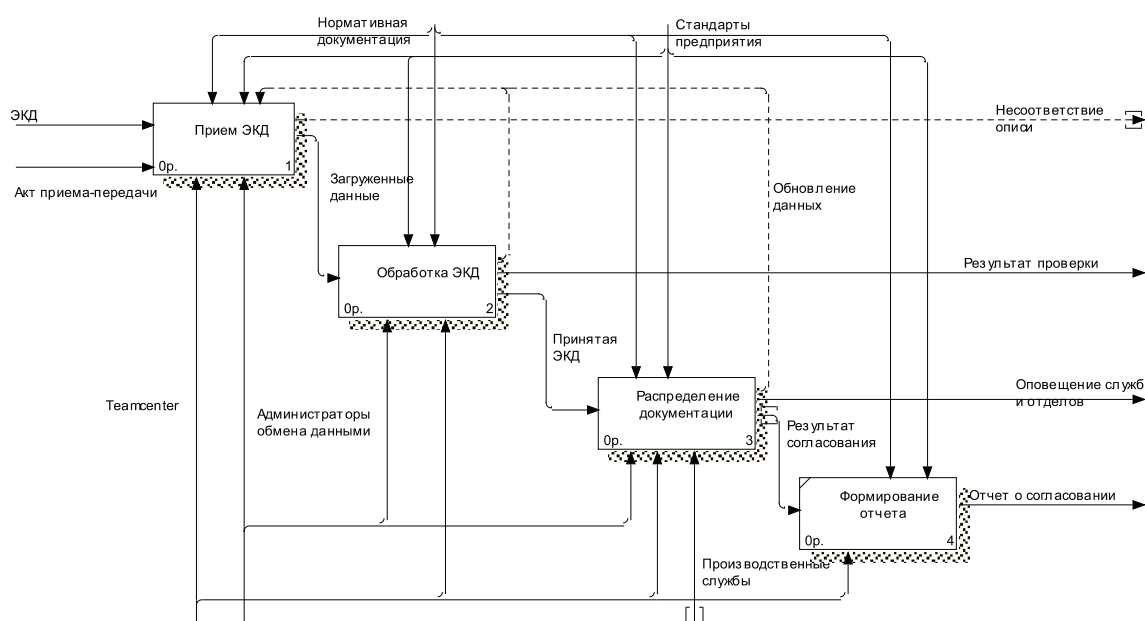 Нормативная
документация
Стандарты
предприятия
ЭКД
Прием ЭКД
0р. 1
Несоответствие
описи
Акт приема-передачи
Загруженные
данные
Обновление
данных
Обработка ЭКД
0р. 2
Результат проверки
Принятая
ЭКД
Распределение
документации
0р. 3
Оповещение служб
и отделов
Teamcenter
Администраторы
обмена данными
Результат
согласования
Формирование
отчета
0р. 4
Отчет о согласовании
Производственные
службы